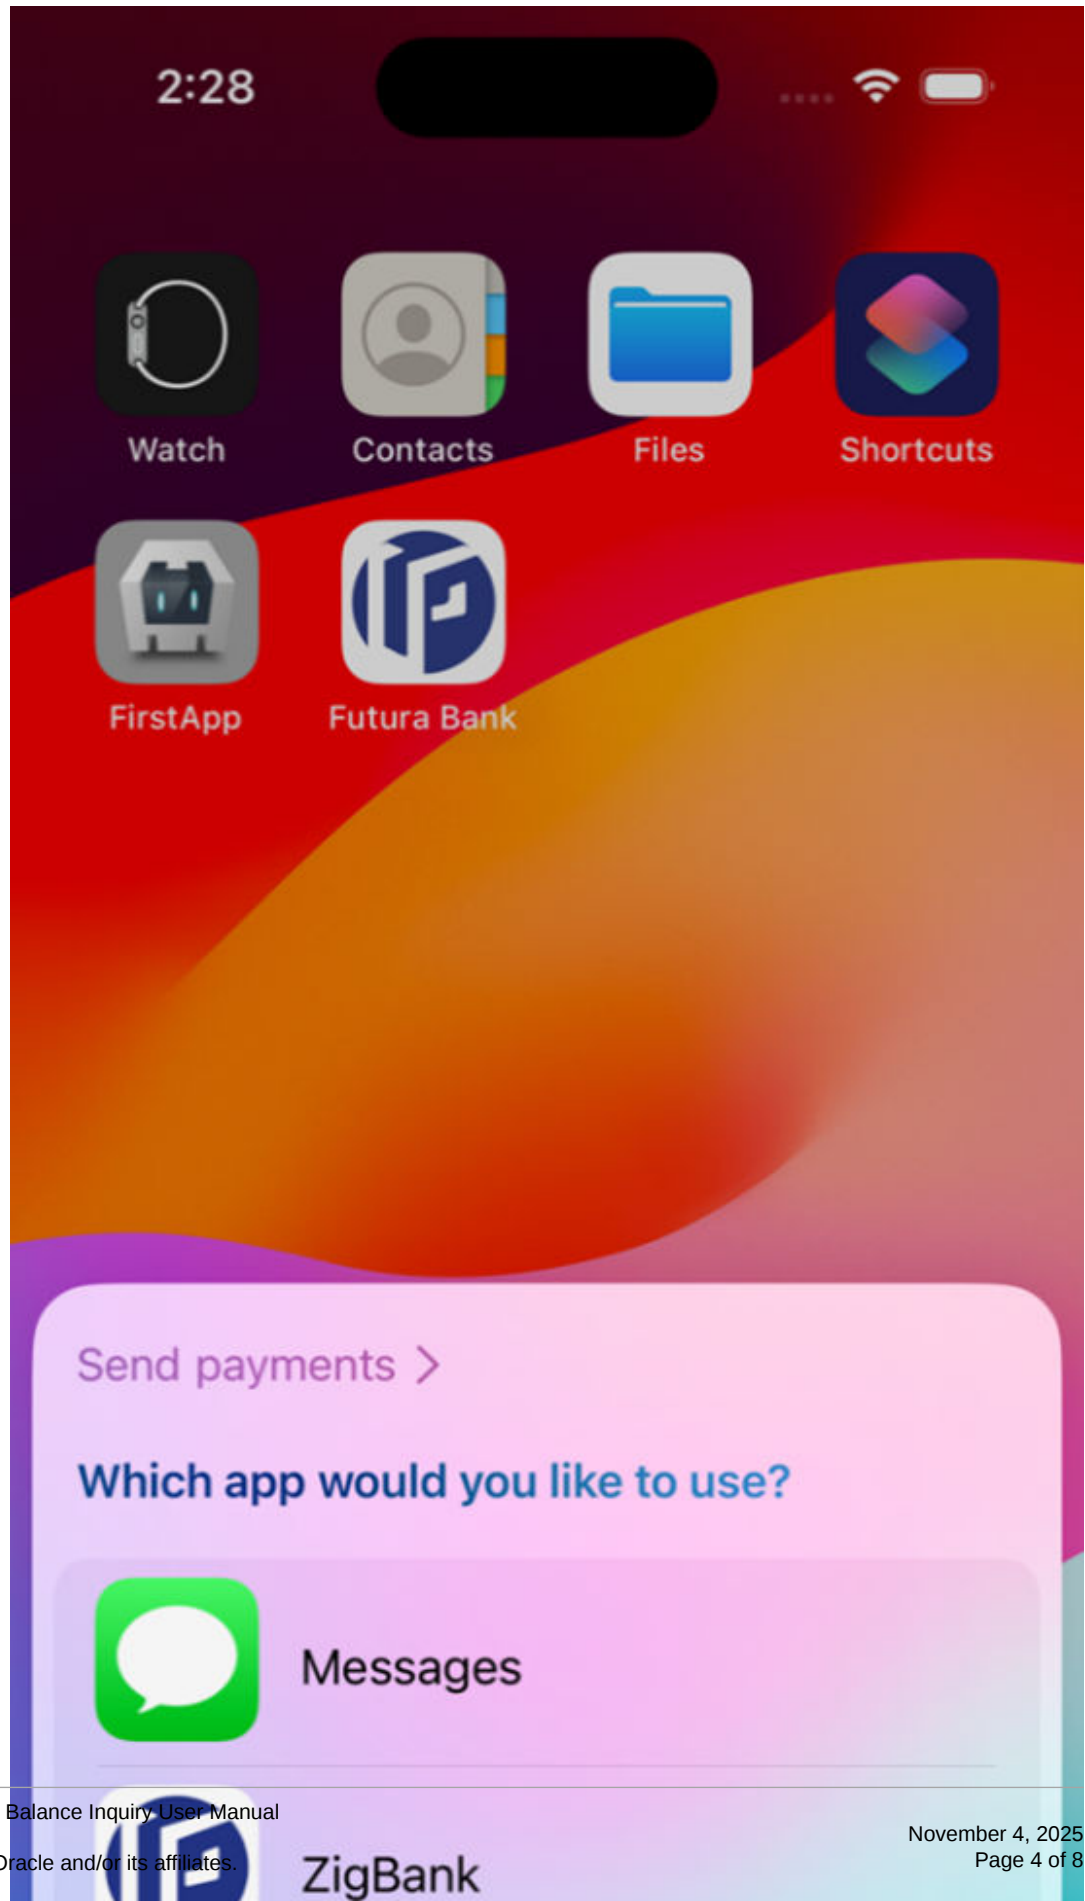 2:28
Watch Contacts Files Shortcuts
FirstApp Futura Bank
Send payments >
Which app would you like to use?
Messages
Balance Inquiry User Manual
November 4, 2025
Oracle and/or its affiliates.
Page 4 of 8
ZigBank